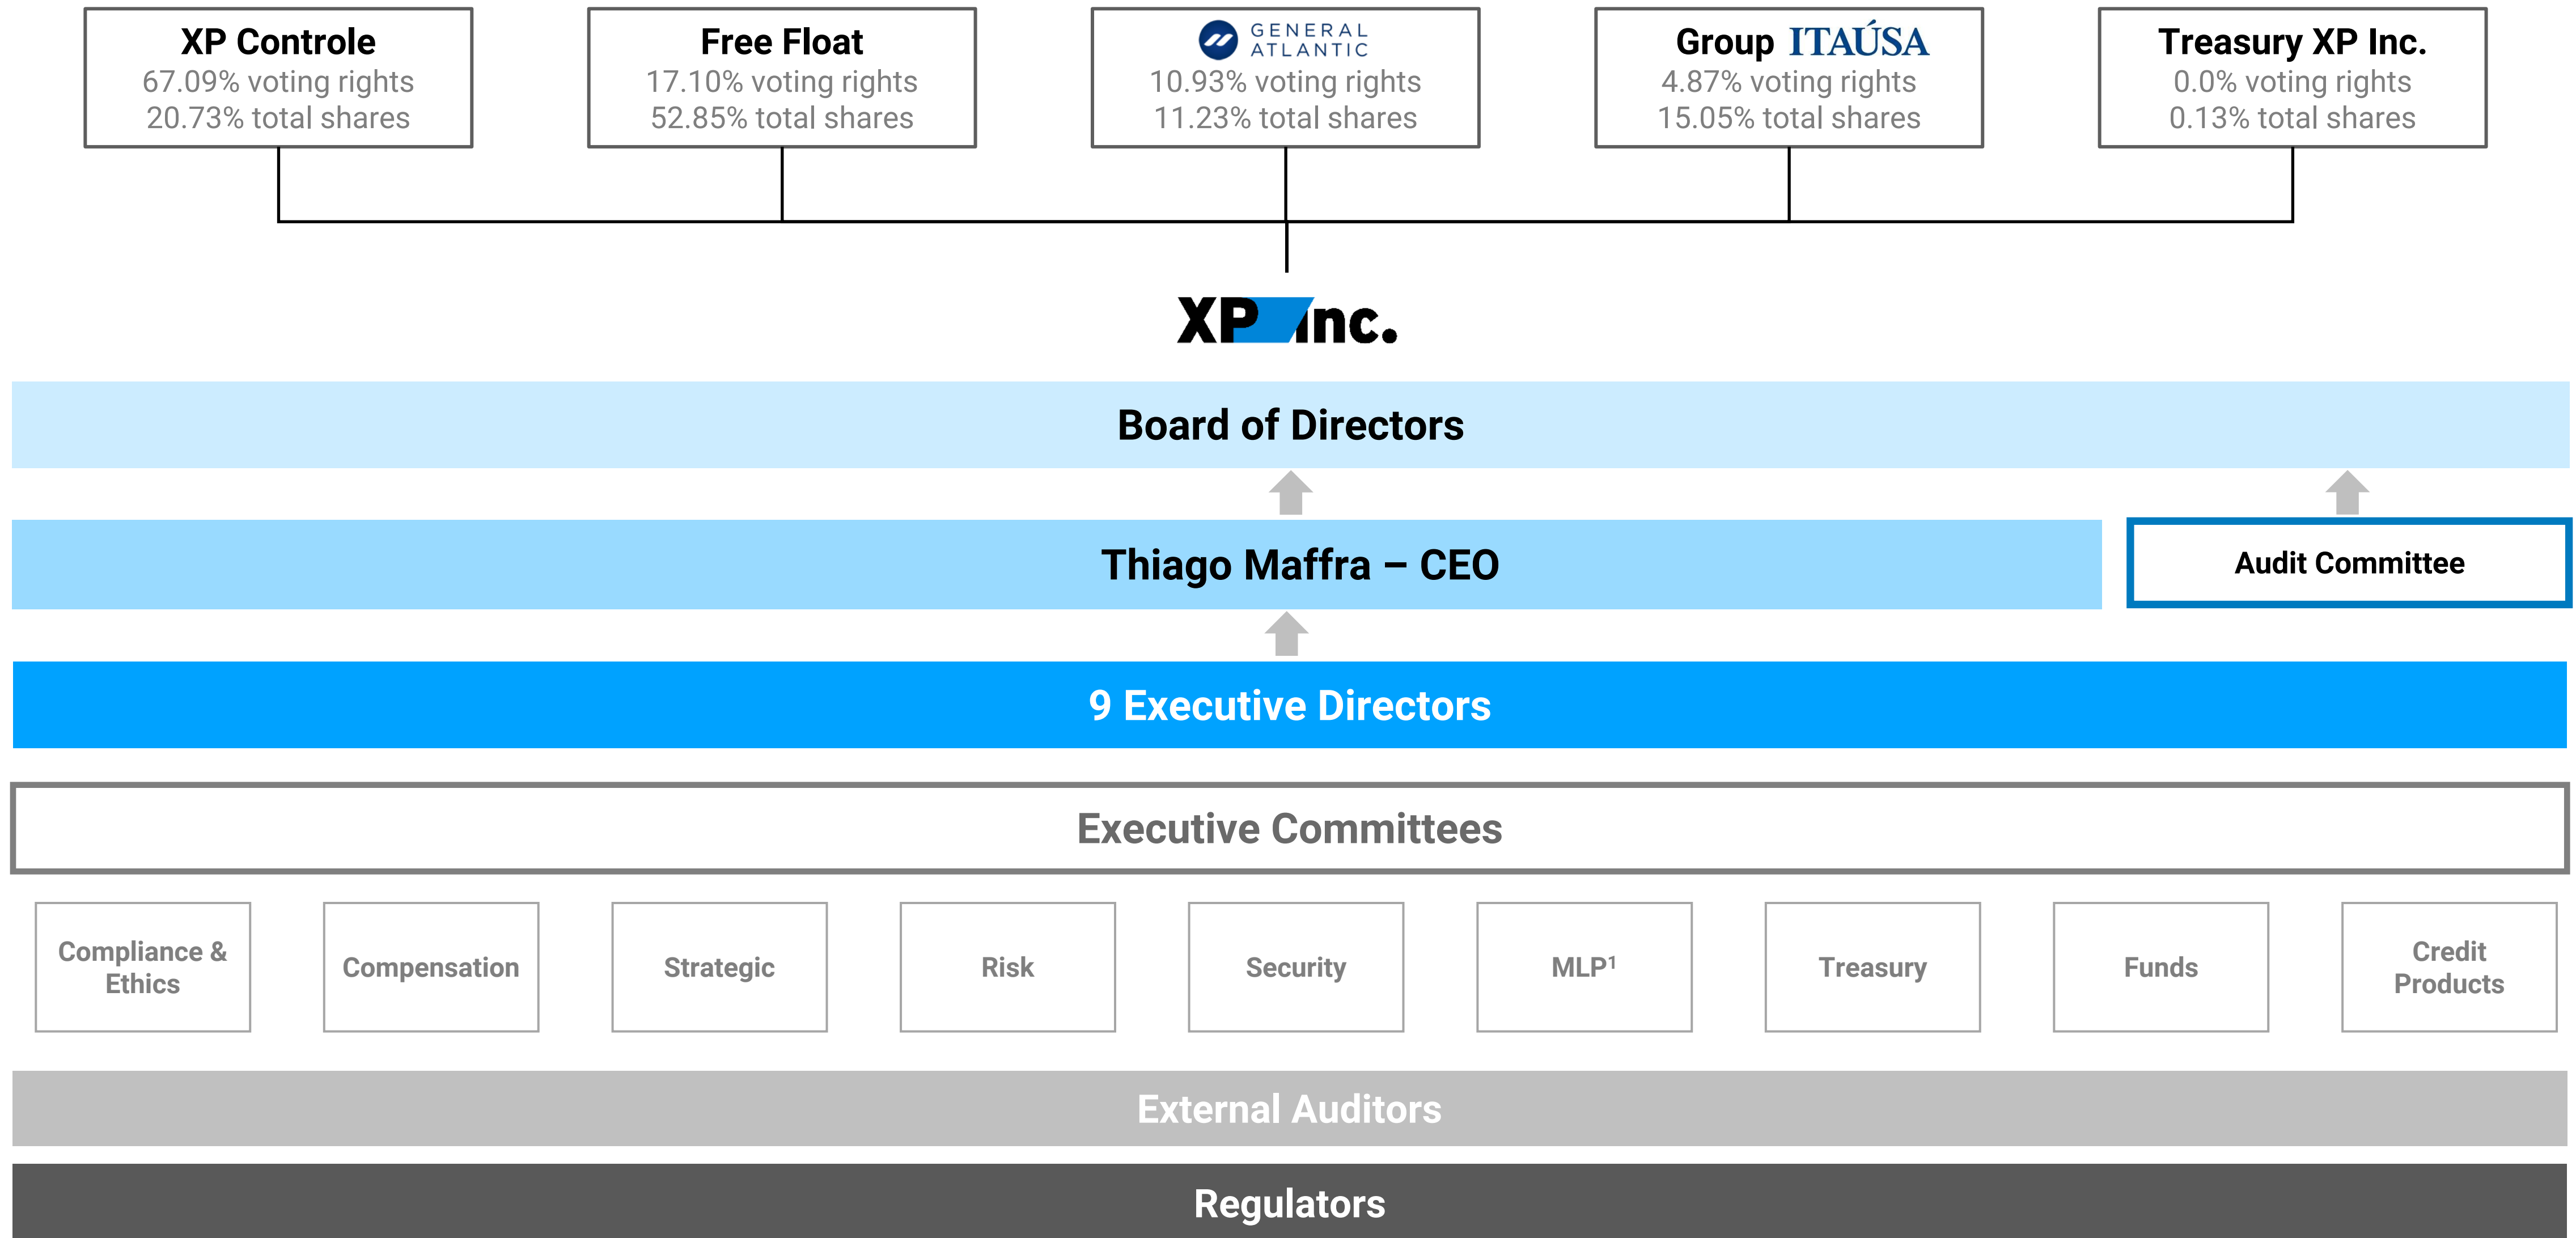 XP Controle
67.09% voting rights
20.73% total shares
Free Float
17.10% voting rights
52.85% total shares
GENERAL
ATLANTIC
10.93% voting rights
11.23% total shares
Group ITAÚSA
4.87% voting rights
15.05% total shares
Treasury XP Inc.
0.0% voting rights
0.13% total shares
XP Inc.
Board of Directors
Thiago Maffra – CEO
Audit Committee
9 Executive Directors
Executive Committees
Compliance &
Ethics
Compensation
Strategic
Risk
Security
MLP¹
Treasury
Funds
Credit
Products
External Auditors
Regulators